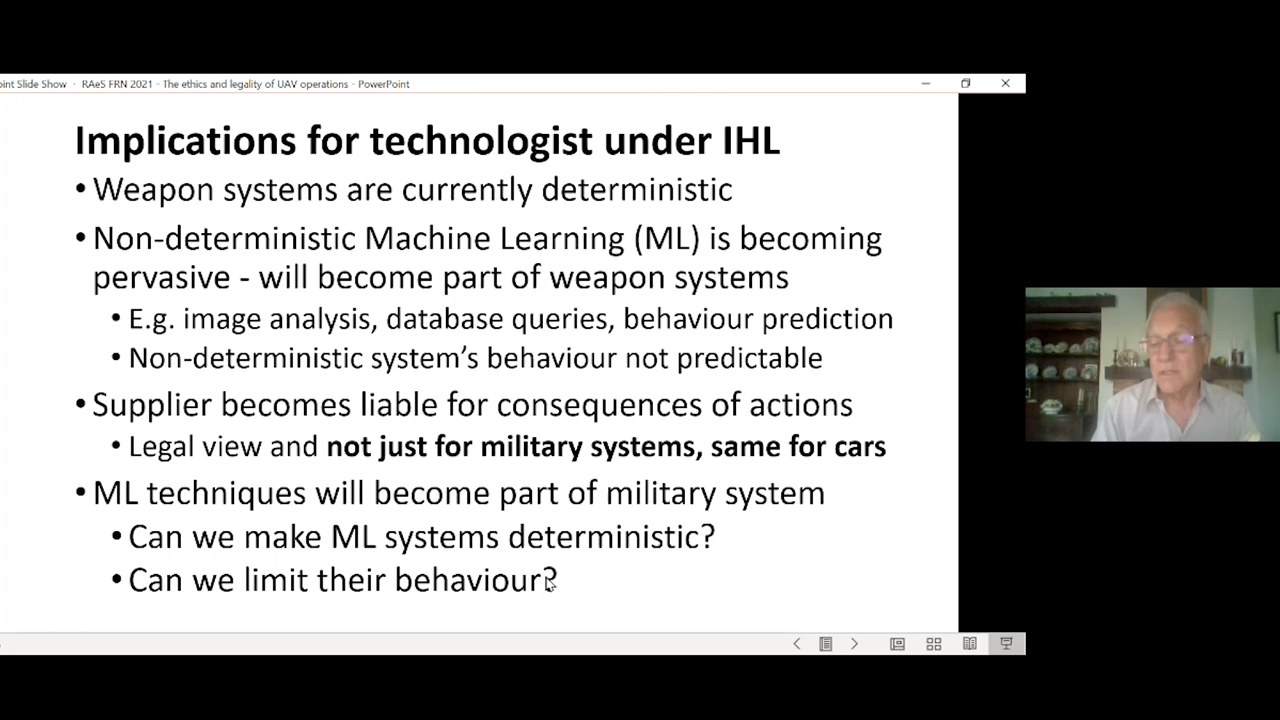 oint Slide Show - RAeS FRN 2021 - The ethics and legality of UAV operations - PowerPoint
Implications for technologist under IHL
• Weapon systems are currently deterministic
• Non-deterministic Machine Learning (ML) is becoming
pervasive - will become part of weapon systems
• E.g. image analysis, database queries, behaviour prediction
• Non-deterministic system's behaviour not predictable
• Supplier becomes liable for consequences of actions
• Legal view and not just for military systems, same for cars
• ML techniques will become part of military system
• Can we make ML systems deterministic?
• Can we limit their behaviour?